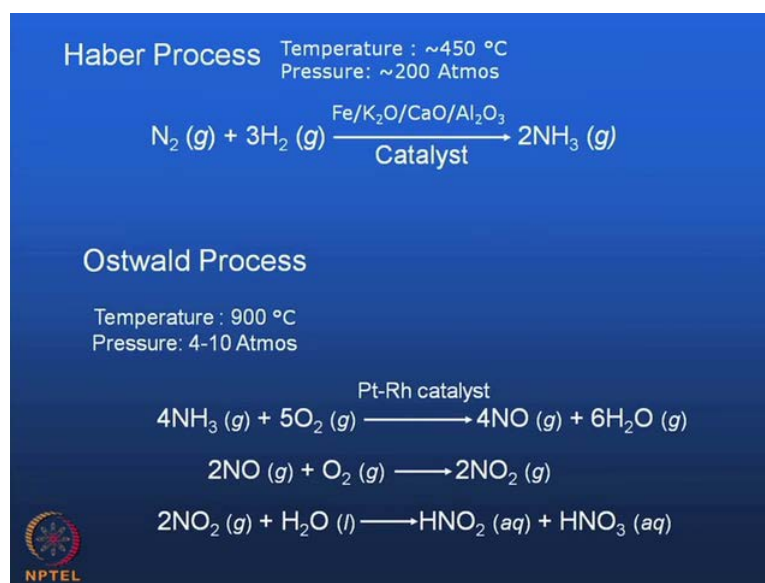 Haber Process
Temperature : ~450 °C
Pressure: ~200 Atmos
Fe/K₂O/CaO/Al₂O₃
N₂ (g) + 3H₂ (g) ⟶ 2NH₃ (g)
Catalyst
Ostwald Process
Temperature : 900 °C
Pressure: 4-10 Atmos
Pt-Rh catalyst
4NH₃ (g) + 5O₂ (g) ⟶ 4NO (g) + 6H₂O (g)
2NO (g) + O₂ (g) ⟶ 2NO₂ (g)
2NO₂ (g) + H₂O (l) ⟶ HNO₂ (aq) + HNO₃ (aq)
NPTEL